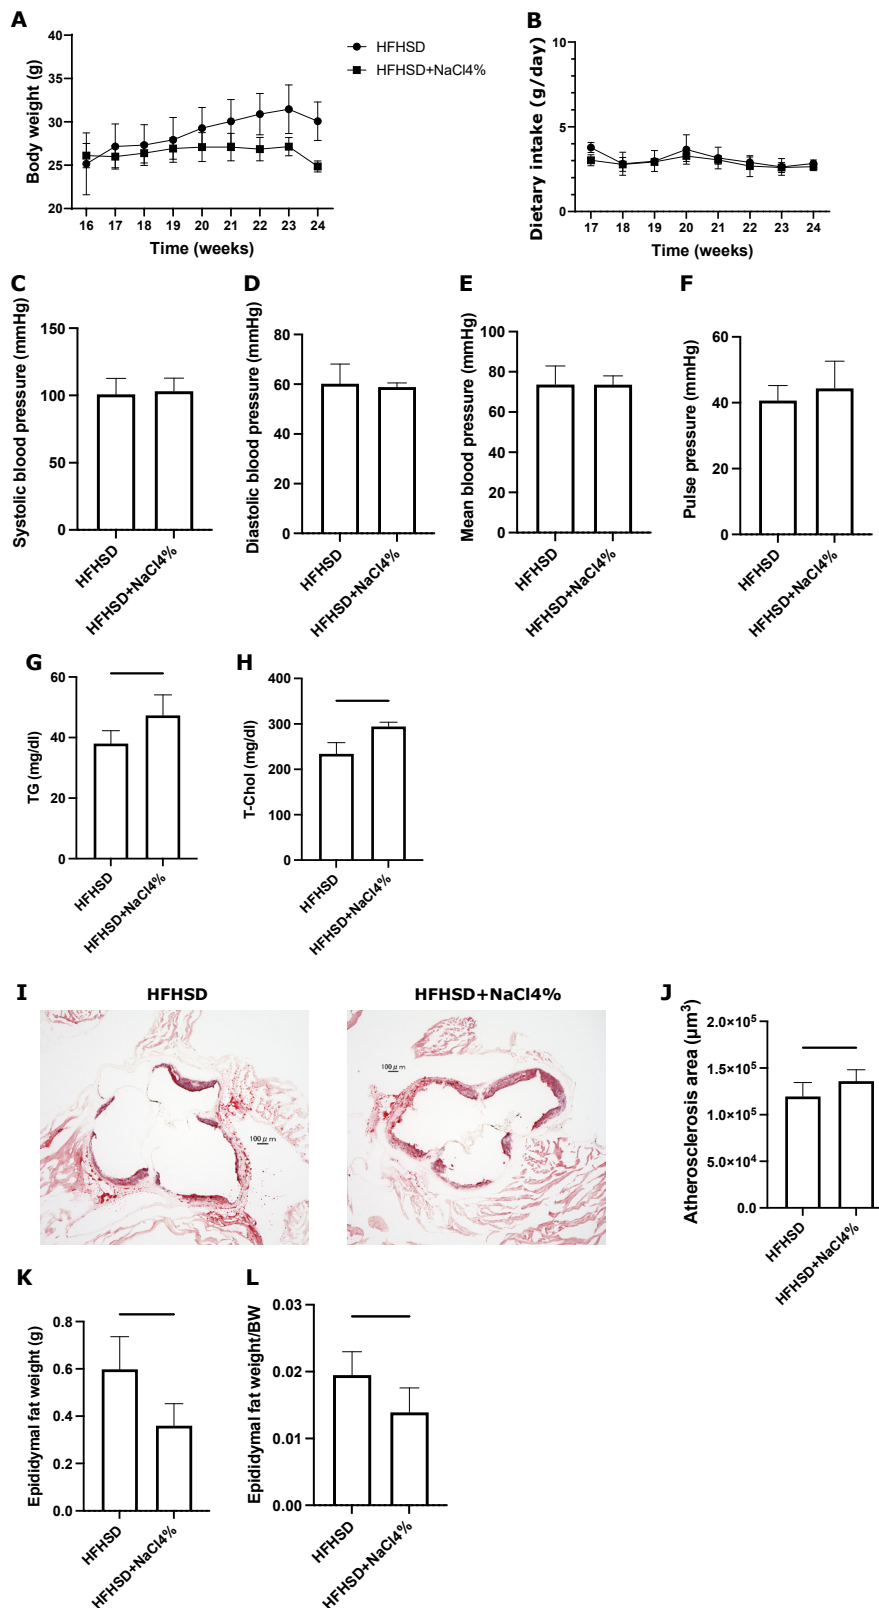 A
Body weight (g)
40
35
30
25
20
16 17 18 19 20 21 22 23 24
Time (weeks)
HFHSD
HFHSD+NaCl4%
B
Dietary intake (g/day)
10
8
6
4
2
0
17 18 19 20 21 22 23 24
Time (weeks)
C
Systolic blood pressure (mmHg)
150
100
50
0
HFHSD
HFHSD+NaCl4%
D
Diastolic blood pressure (mmHg)
80
60
40
20
0
HFHSD
HFHSD+NaCl4%
E
Mean blood pressure (mmHg)
100
80
60
40
20
0
HFHSD
HFHSD+NaCl4%
F
Pulse pressure (mmHg)
60
40
20
0
HFHSD
HFHSD+NaCl4%
G
TG (mg/dl)
60
40
20
0
HFHSD
HFHSD+NaCl4%
H
T-Chol (mg/dl)
400
300
200
100
0
HFHSD
HFHSD+NaCl4%
I
HFHSD
100μm
HFHSD+NaCl4%
100μm
J
Atherosclerosis area (μm³)
2.0×10⁵
1.5×10⁵
1.0×10⁵
5.0×10⁴
0.0
HFHSD
HFHSD+NaCl4%
K
Epididymal fat weight (g)
0.8
0.6
0.4
0.2
0.0
HFHSD
HFHSD+NaCl4%
L
Epididymal fat weight/BW
0.03
0.02
0.01
0.00
HFHSD
HFHSD+NaCl4%